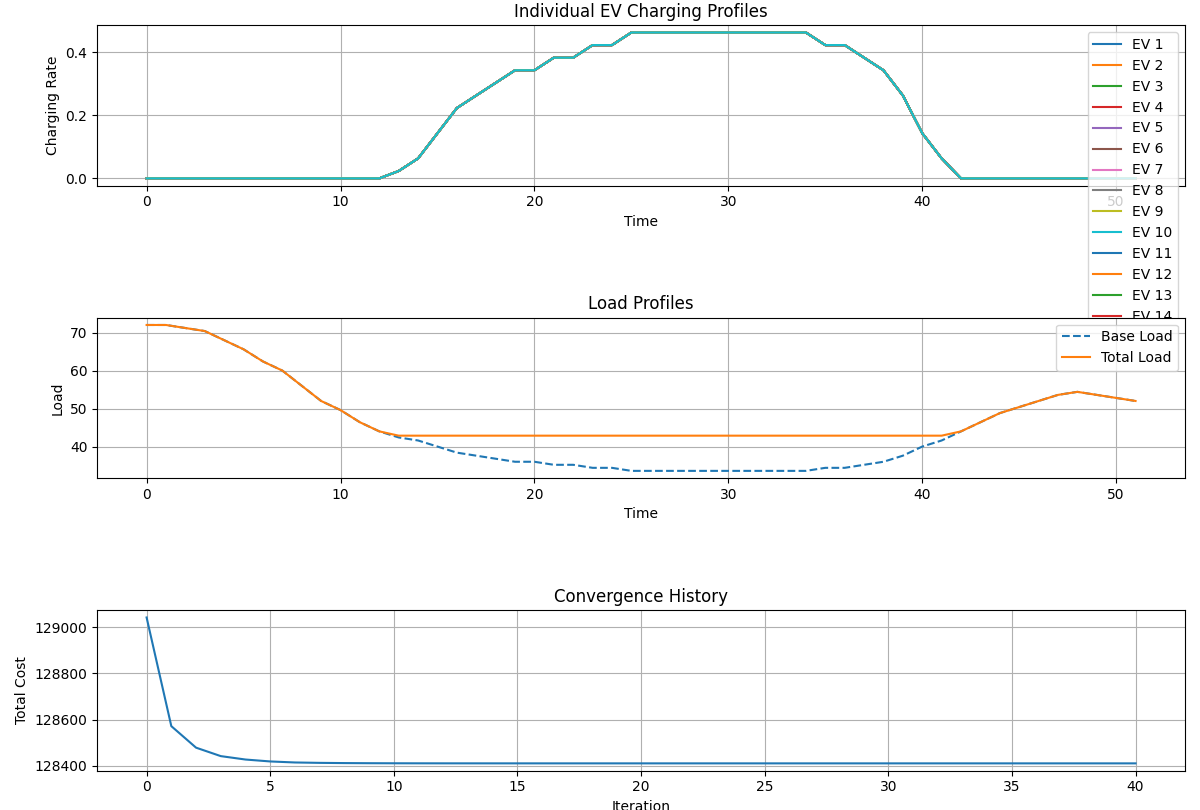 Individual EV Charging Profiles
Charging Rate
0.4
0.2
0.0
0 10 20 30 40 50
Time
EV 1
EV 2
EV 3
EV 4
EV 5
EV 6
EV 7
EV 8
EV 9
EV 10
EV 11
EV 12
EV 13
EV 14
Load Profiles
Load
70
60
50
40
0 10 20 30 40 50
Time
Base Load
Total Load
Convergence History
Total Cost
129000
128800
128600
128400
0 5 10 15 20 25 30 35 40
Iteration